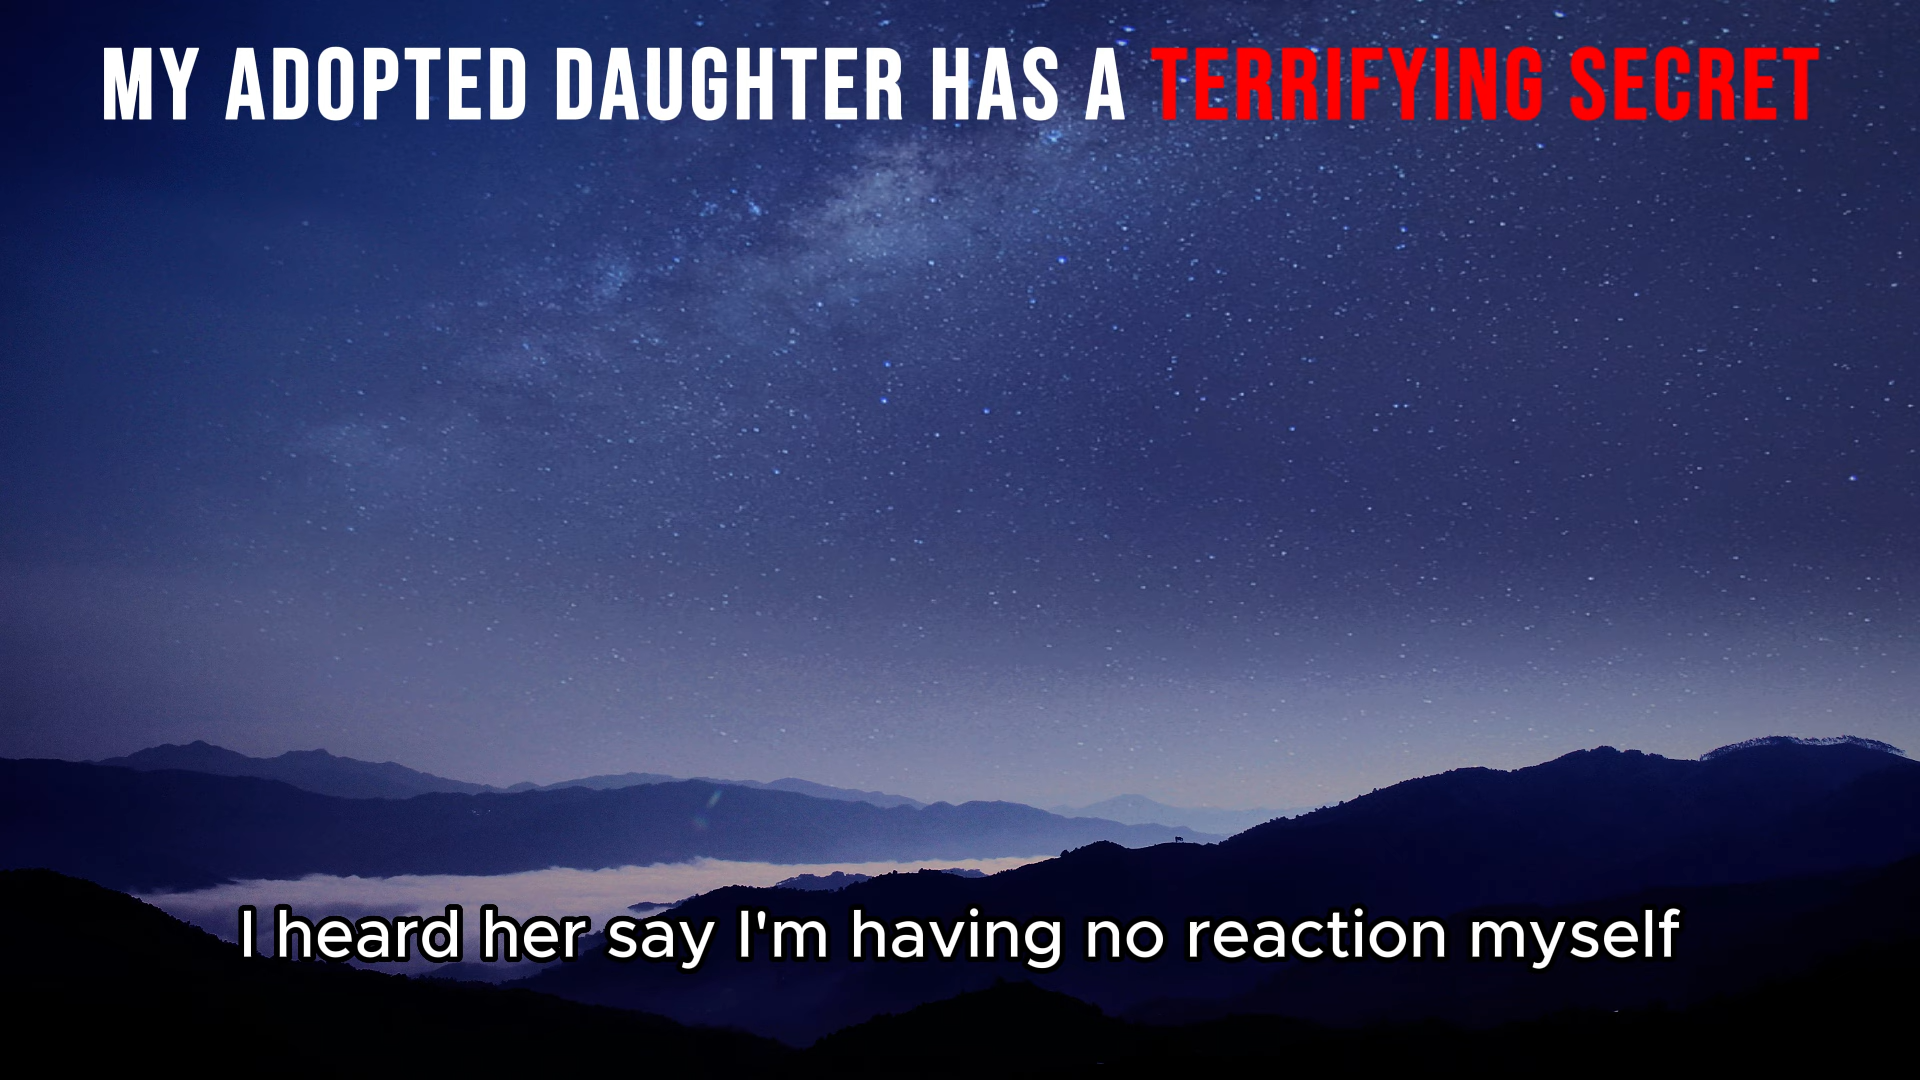 MY ADOPTED DAUGHTER HAS A TERRIFYING SECRET
I heard her say I'm having no reaction myself